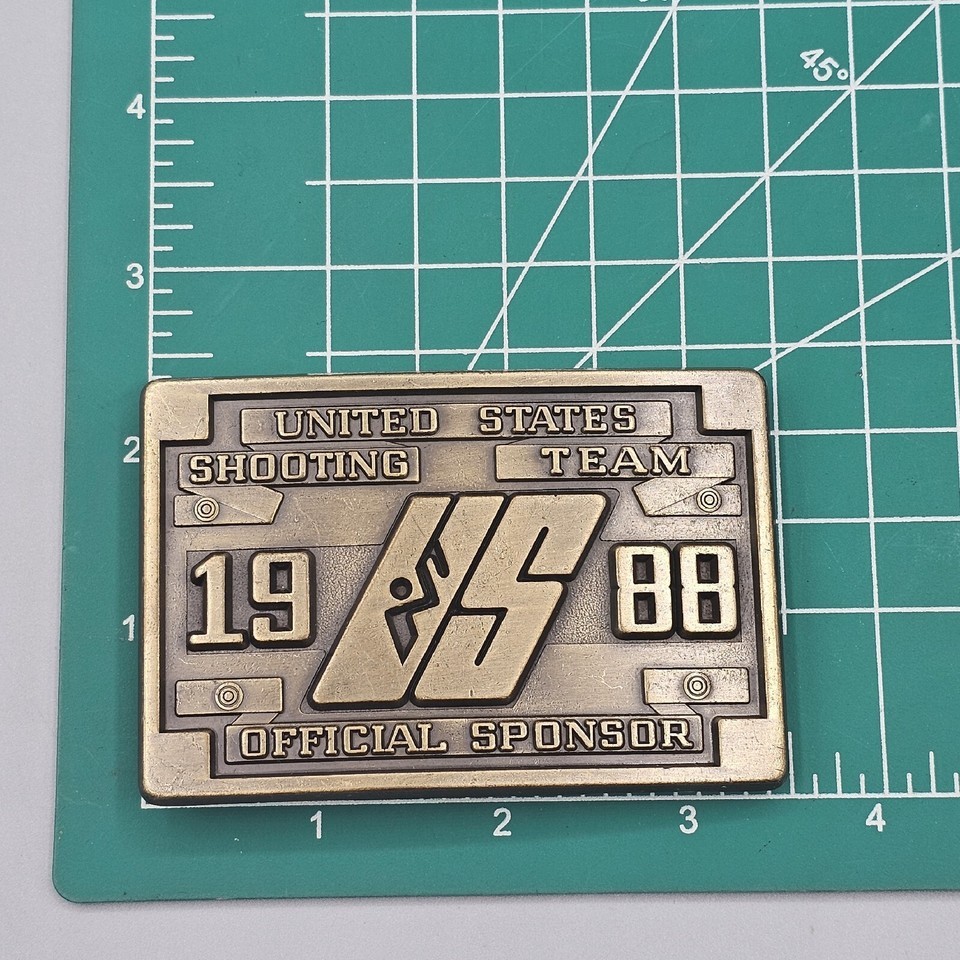 45°
4
3
2
1
UNITED STATES
SHOOTING TEAM
US
19 88
OFFICIAL SPONSOR
1 2 3 4